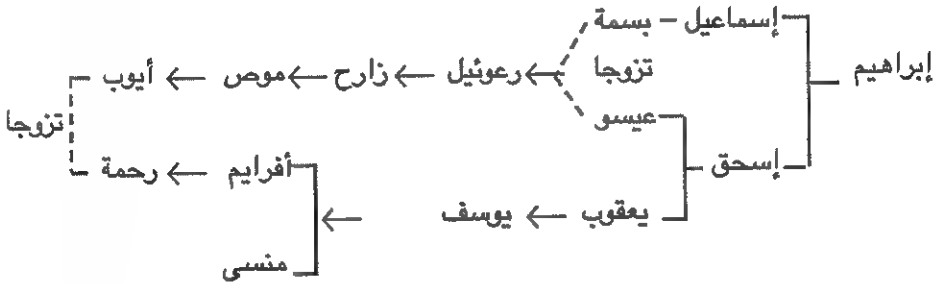 إسماعيل – بسمة
إبراهيم تزوجا رعوئيل زارح موص أيوب
عيسو
تزوجا
إسحق أفرايم رحمة
يعقوب يوسف
منسى